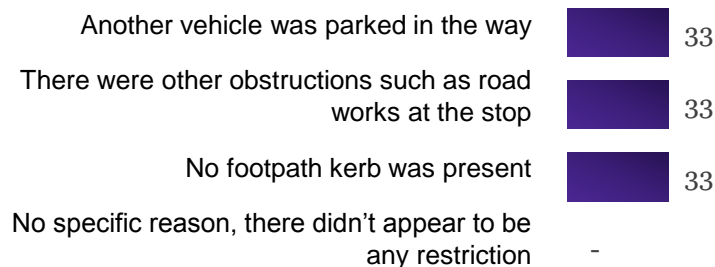 Another vehicle was parked in the way 33
There were other obstructions such as road
works at the stop 33
No footpath kerb was present 33
No specific reason, there didn’t appear to be
any restriction -